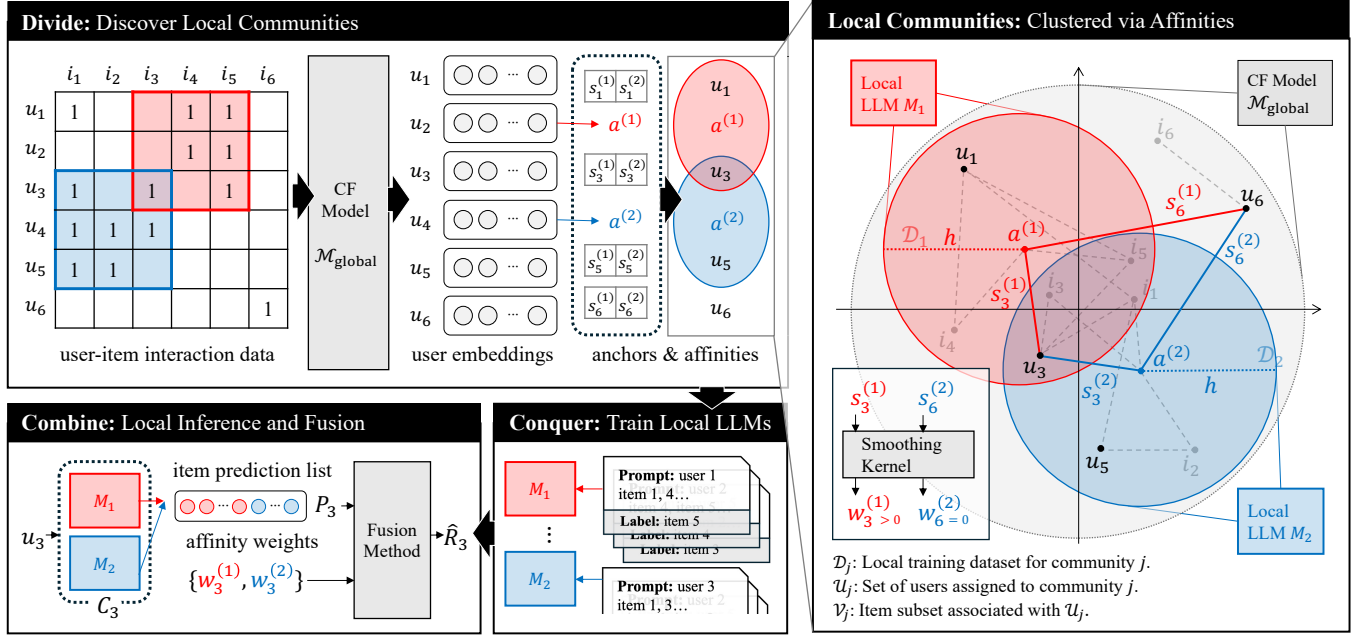 Divide: Discover Local Communities
i₁ i₂ i₃ i₄ i₅ i₆
u₁ 1 1 1
u₂ 1 1
u₃ 1 1 1
u₄ 1 1 1
u₅ 1 1
u₆ 1
user-item interaction data
CF
Model
ℳ_global
u₁
u₂
u₃
u₄
u₅
u₆
user embeddings
s₁⁽¹⁾ s₁⁽²⁾
a⁽¹⁾
s₃⁽¹⁾ s₃⁽²⁾
a⁽²⁾
s₅⁽¹⁾ s₅⁽²⁾
s₆⁽¹⁾ s₆⁽²⁾
anchors & affinities
u₁
a⁽¹⁾
u₃
a⁽²⁾
u₅
u₆
Local Communities: Clustered via Affinities
Local
LLM M₁
CF Model
ℳ_global
i₆
u₁
u₆
s₆⁽¹⁾
s₆⁽²⁾
𝒟₁
h
a⁽¹⁾
i₅
s₃⁽¹⁾
i₃
i₁
i₄
u₃
a⁽²⁾
𝒟₂
s₃⁽²⁾
h
u₅
i₂
s₃⁽¹⁾ s₆⁽²⁾
Smoothing
Kernel
w₃⁽¹⁾ > 0 w₆⁽²⁾ = 0
Local
LLM M₂
𝒟ⱼ: Local training dataset for community j.
𝒰ⱼ: Set of users assigned to community j.
𝒱ⱼ: Item subset associated with 𝒰ⱼ.
Combine: Local Inference and Fusion
u₃
M₁
M₂
C₃
item prediction list
P₃
affinity weights
{w₃⁽¹⁾, w₃⁽²⁾}
Fusion
Method
R̂₃
Conquer: Train Local LLMs
M₁
M₂
Prompt: user 1
item 1, 4…
Label: item 5
Prompt: user 2
item 4, item 5…
Label: item 4
Label: item 3
Prompt: user 3
item 1, 3…